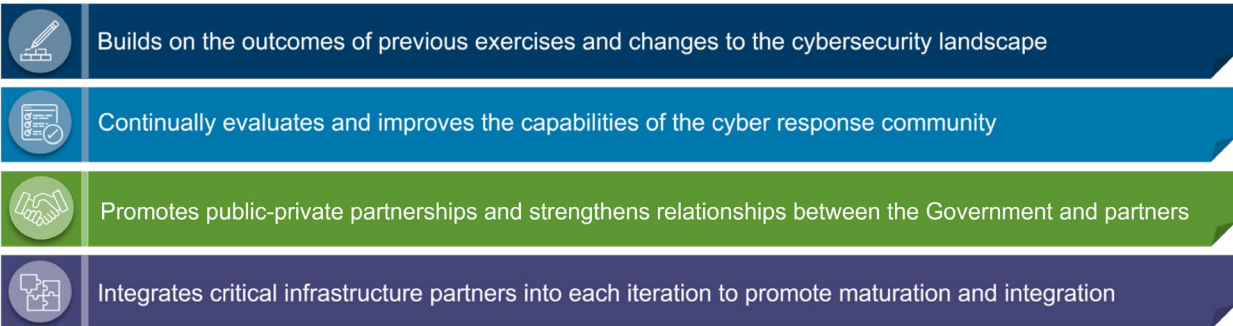 Builds on the outcomes of previous exercises and changes to the cybersecurity landscape
Continually evaluates and improves the capabilities of the cyber response community
Promotes public-private partnerships and strengthens relationships between the Government and partners
Integrates critical infrastructure partners into each iteration to promote maturation and integration